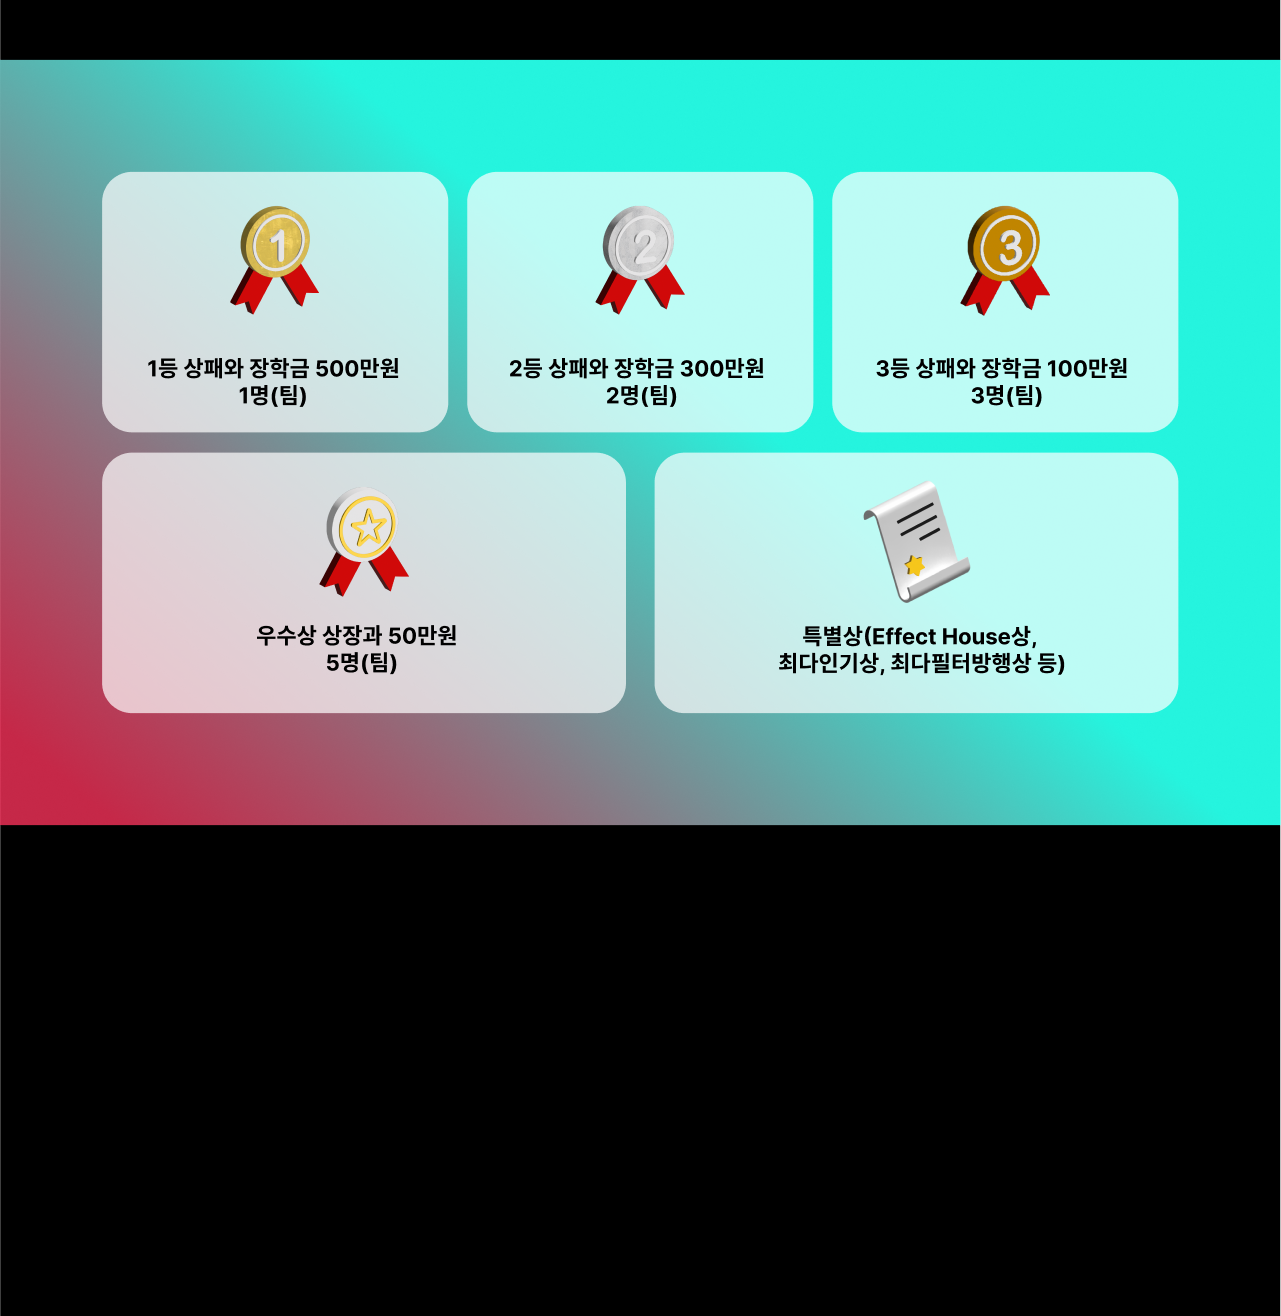 1
2
3
1등 상패와 장학금 500만원
1명(팀)
2등 상패와 장학금 300만원
2명(팀)
3등 상패와 장학금 100만원
3명(팀)
우수상 상장과 50만원
5명(팀)
특별상(Effect House상,
최다인기상, 최다필터방행상 등)